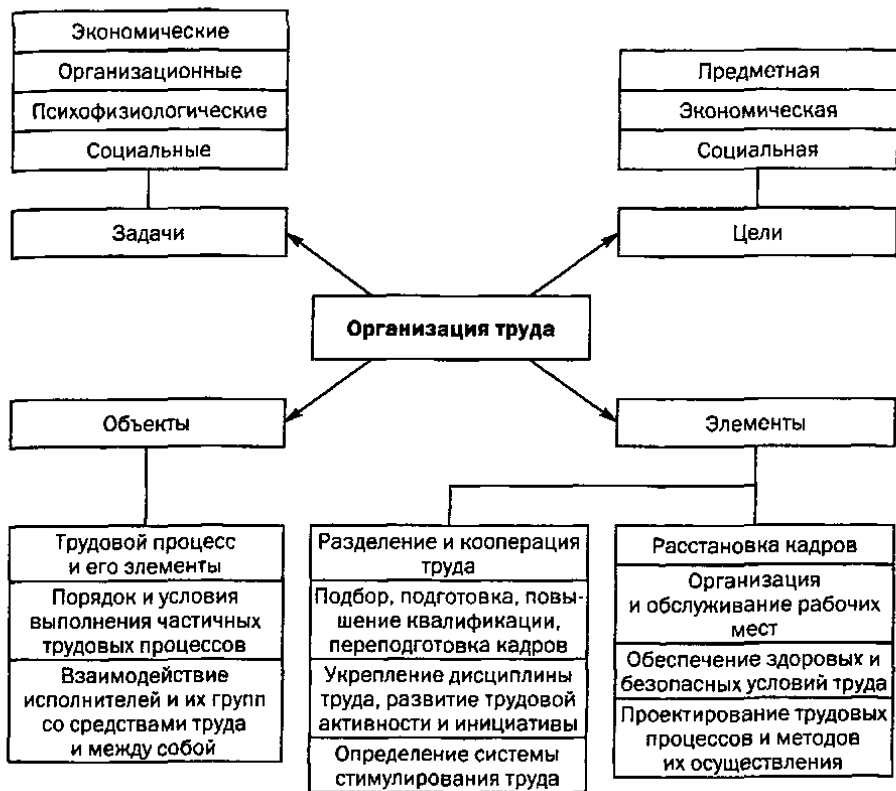 Экономические
Организационные
Психофизиологические
Социальные
Задачи
Предметная
Экономическая
Социальная
Цели
Организация труда
Объекты
Трудовой процесс
и его элементы
Порядок и условия
выполнения частичных
трудовых процессов
Взаимодействие
исполнителей и их групп
со средствами труда
и между собой
Элементы
Разделение и кооперация
труда
Подбор, подготовка, повы-
шение квалификации,
переподготовка кадров
Укрепление дисциплины
труда, развитие трудовой
активности и инициативы
Определение системы
стимулирования труда
Расстановка кадров
Организация
и обслуживание рабочих
мест
Обеспечение здоровых и
безопасных условий труда
Проектирование трудовых
процессов и методов
их осуществления